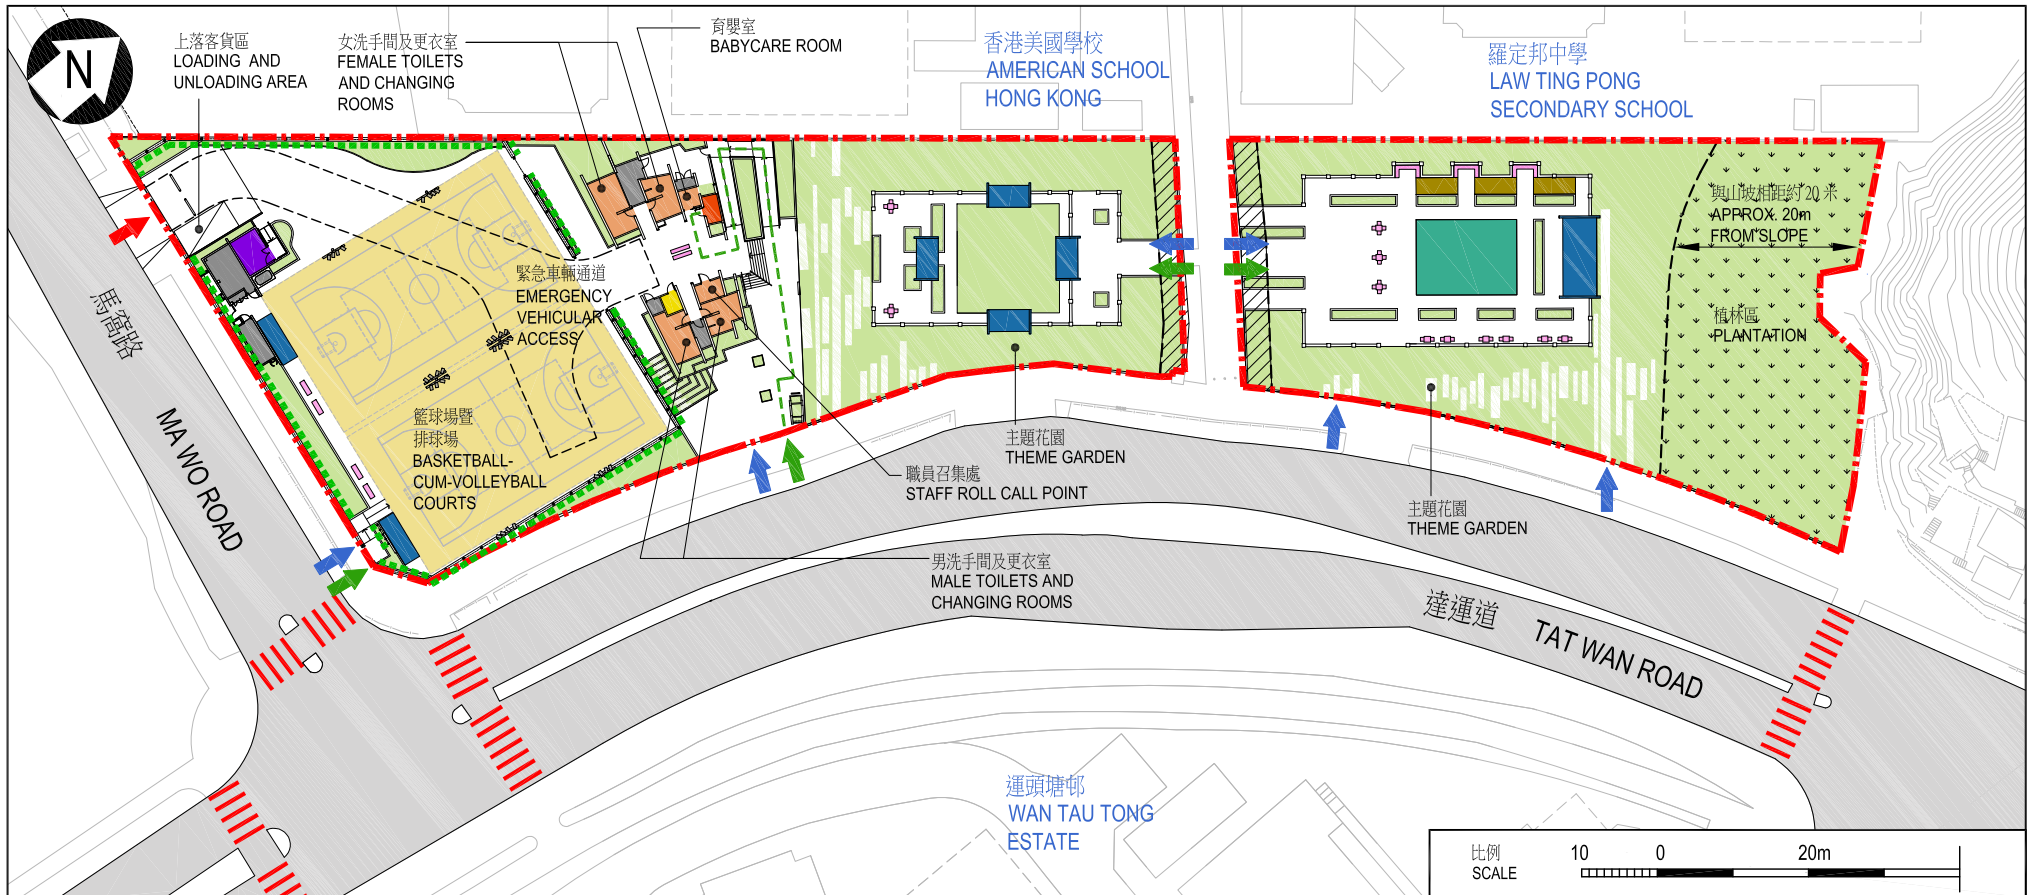 N
上落客貨區
LOADING AND
UNLOADING AREA
女洗手間及更衣室
FEMALE TOILETS
AND CHANGING
ROOMS
育嬰室
BABYCARE ROOM
香港美國學校
AMERICAN SCHOOL
HONG KONG
羅定邦中學
LAW TING PONG
SECONDARY SCHOOL
與山坡相距約 20 米
APPROX. 20m
FROM SLOPE
緊急車輛通道
EMERGENCY
VEHICULAR
ACCESS
植林區
PLANTATION
馬窩路
MA WO ROAD
籃球場暨
排球場
BASKETBALL-
CUM-VOLLEYBALL
COURTS
主題花園
THEME GARDEN
職員召集處
STAFF ROLL CALL POINT
主題花園
THEME GARDEN
男洗手間及更衣室
MALE TOILETS AND
CHANGING ROOMS
達運道 TAT WAN ROAD
運頭塘邨
WAN TAU TONG
ESTATE
比例
SCALE
10 0 20m